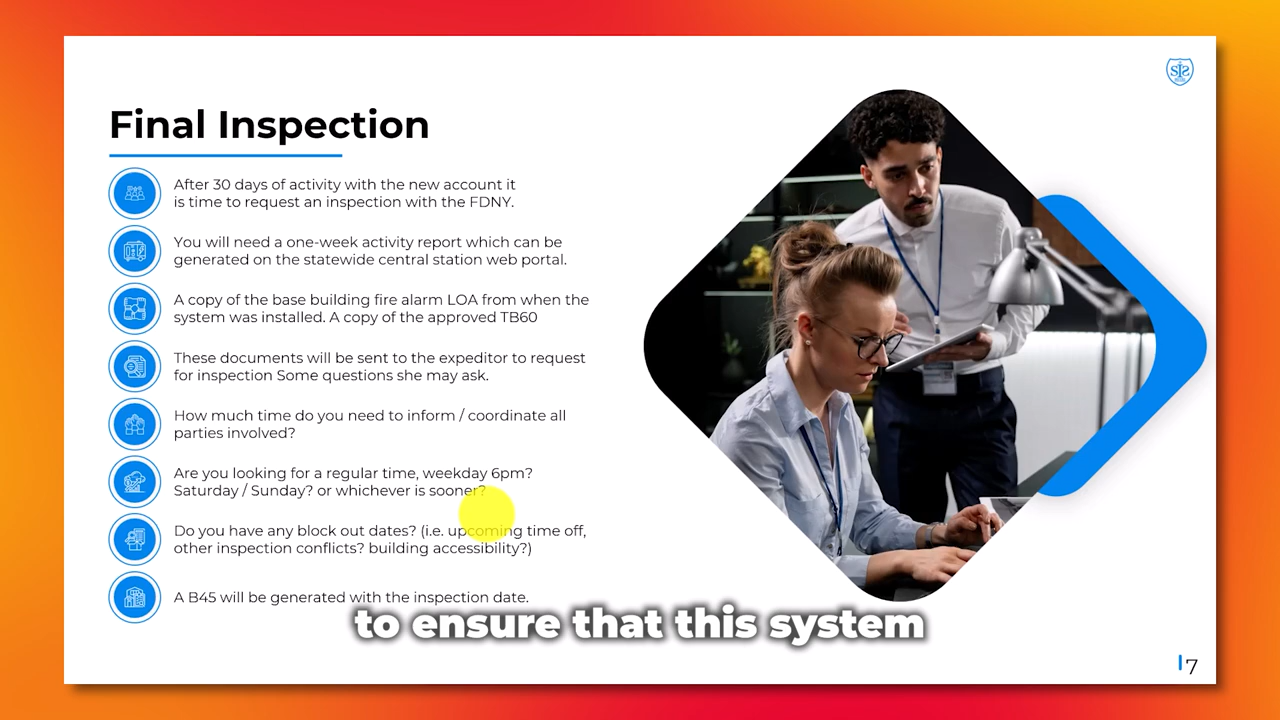 SIS
Final Inspection
After 30 days of activity with the new account it
is time to request an inspection with the FDNY.
You will need a one-week activity report which can be
generated on the statewide central station web portal.
A copy of the base building fire alarm LOA from when the
system was installed. A copy of the approved TB60
These documents will be sent to the expeditor to request
for inspection Some questions she may ask.
How much time do you need to inform / coordinate all
parties involved?
Are you looking for a regular time, weekday 6pm?
Saturday / Sunday? or whichever is sooner?
Do you have any block out dates? (i.e. upcoming time off,
other inspection conflicts? building accessibility?)
A B45 will be generated with the inspection date.
to ensure that this system
7